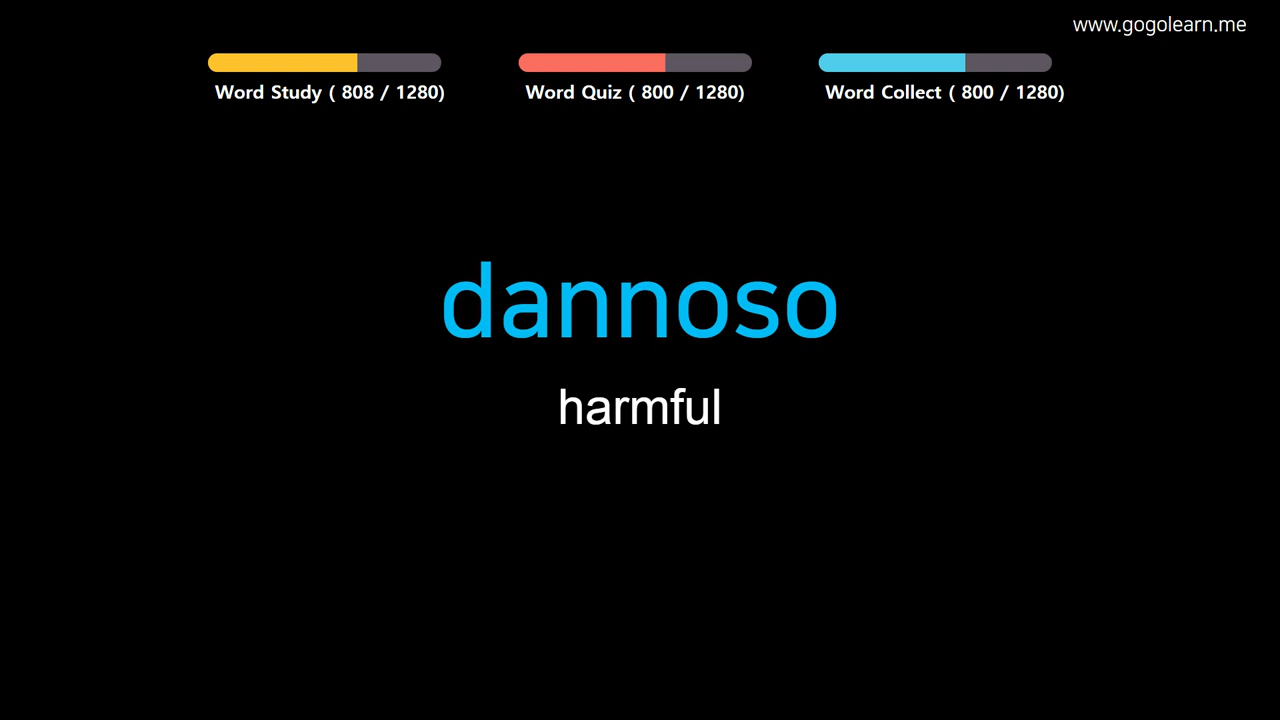 www.gogolearn.me
Word Study ( 808 / 1280)
Word Quiz ( 800 / 1280)
Word Collect ( 800 / 1280)
dannoso
harmful